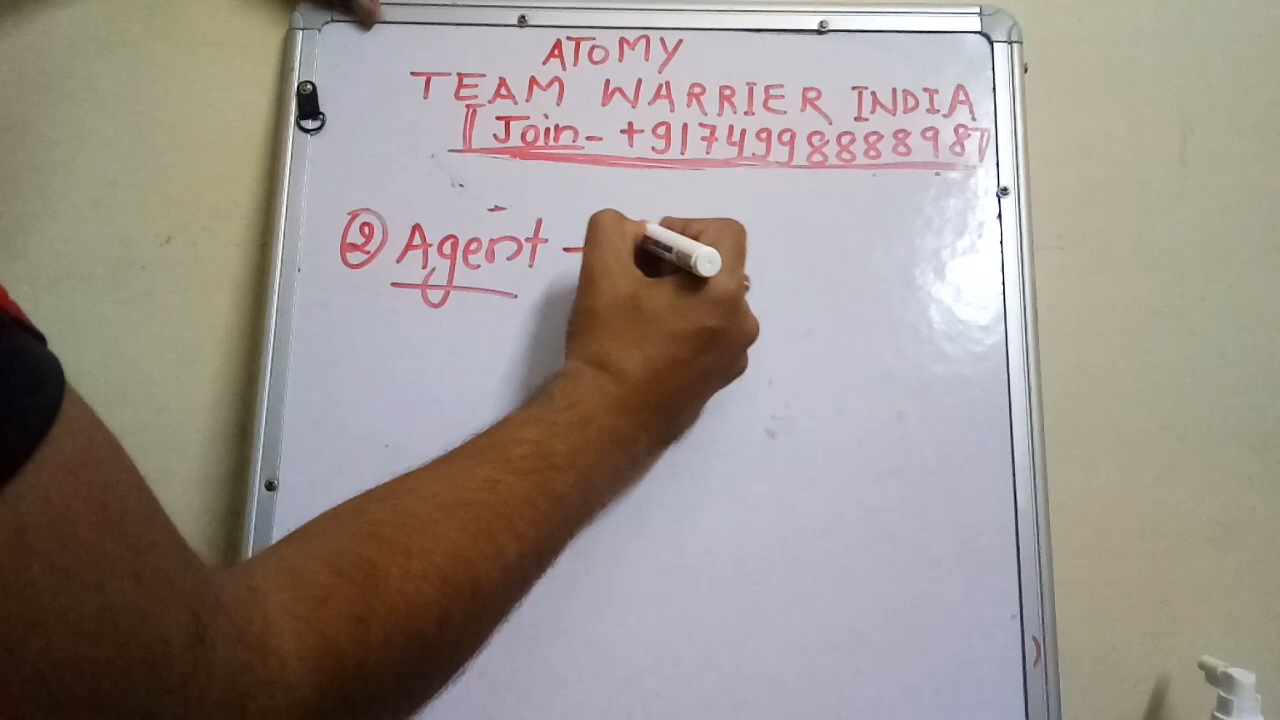 ATOMY
TEAM WARRIER INDIA
[ Join - +917499888898 ]
② Agent -